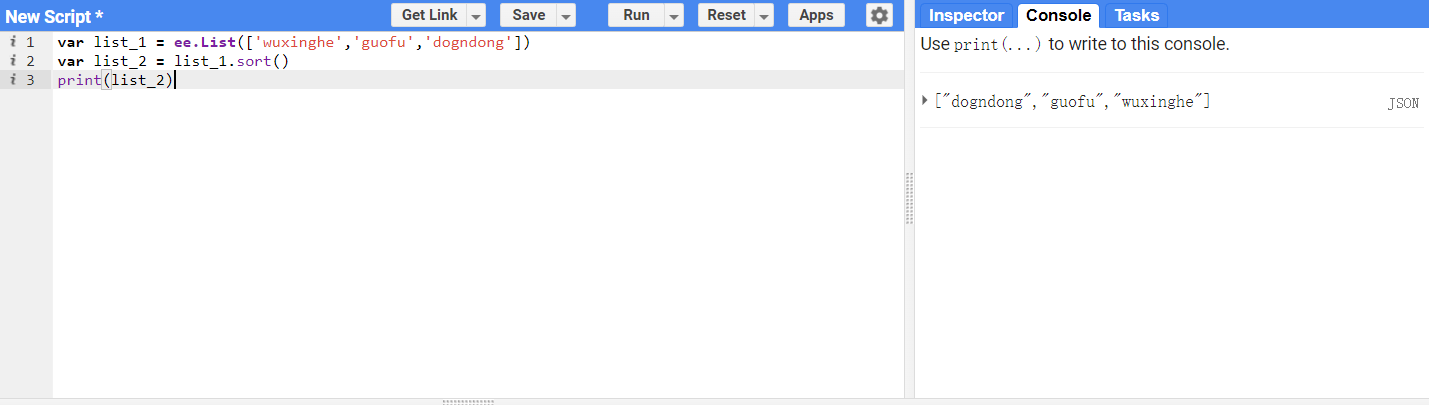 New Script *
Get Link
Save
Run
Reset
Apps
Inspector
Console
Tasks
i 1 var list_1 = ee.List(['wuxinghe','guofu','dogndong'])
i 2 var list_2 = list_1.sort()
i 3 print(list_2)
Use print(...) to write to this console.
["dogndong","guofu","wuxinghe"]
JSON